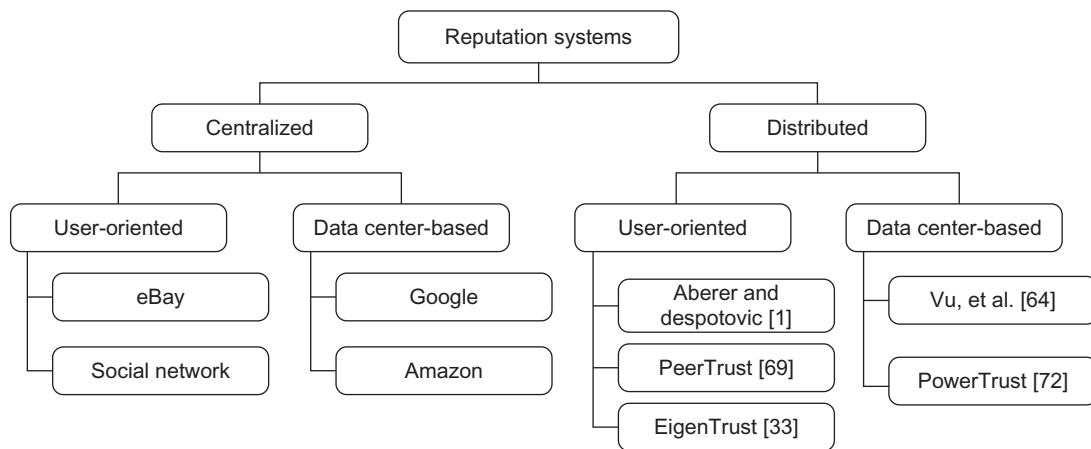 Reputation systems
Centralized
Distributed
User-oriented
Data center-based
User-oriented
Data center-based
eBay
Google
Aberer and
despotovic [1]
Vu, et al. [64]
Social network
Amazon
PeerTrust [69]
PowerTrust [72]
EigenTrust [33]